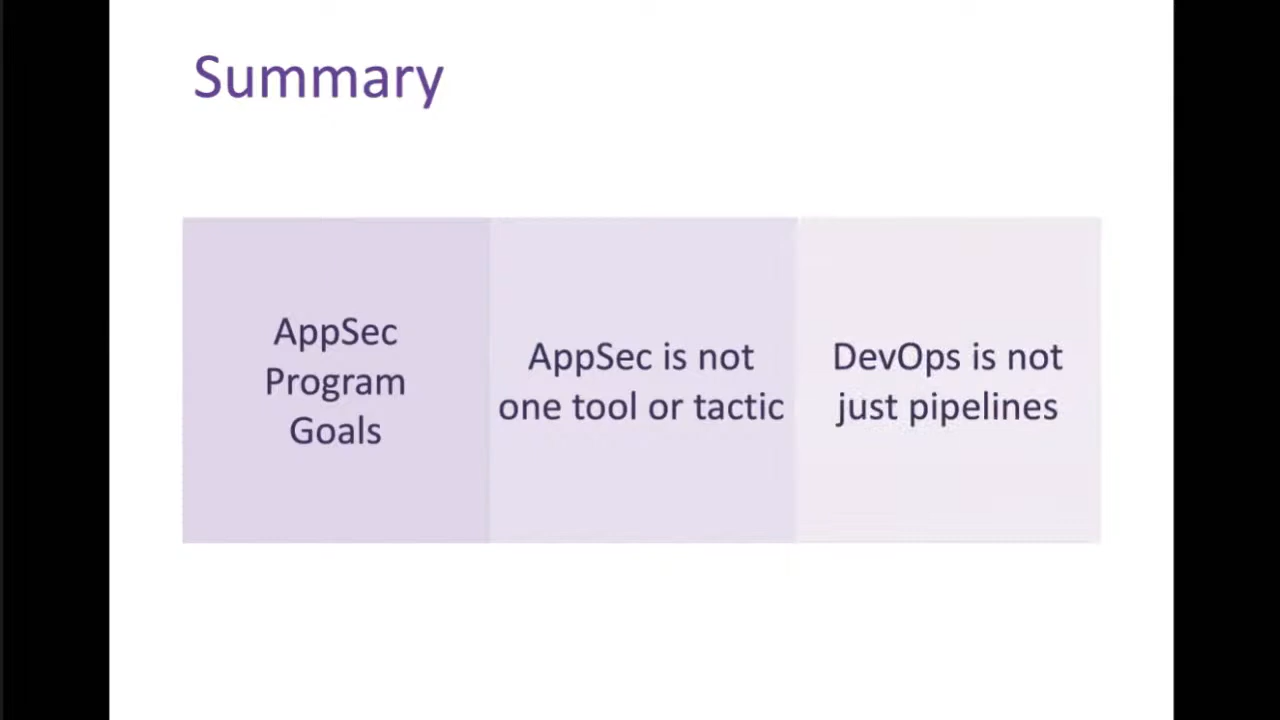 Summary
AppSec
Program
Goals
AppSec is not
one tool or tactic
DevOps is not
just pipelines